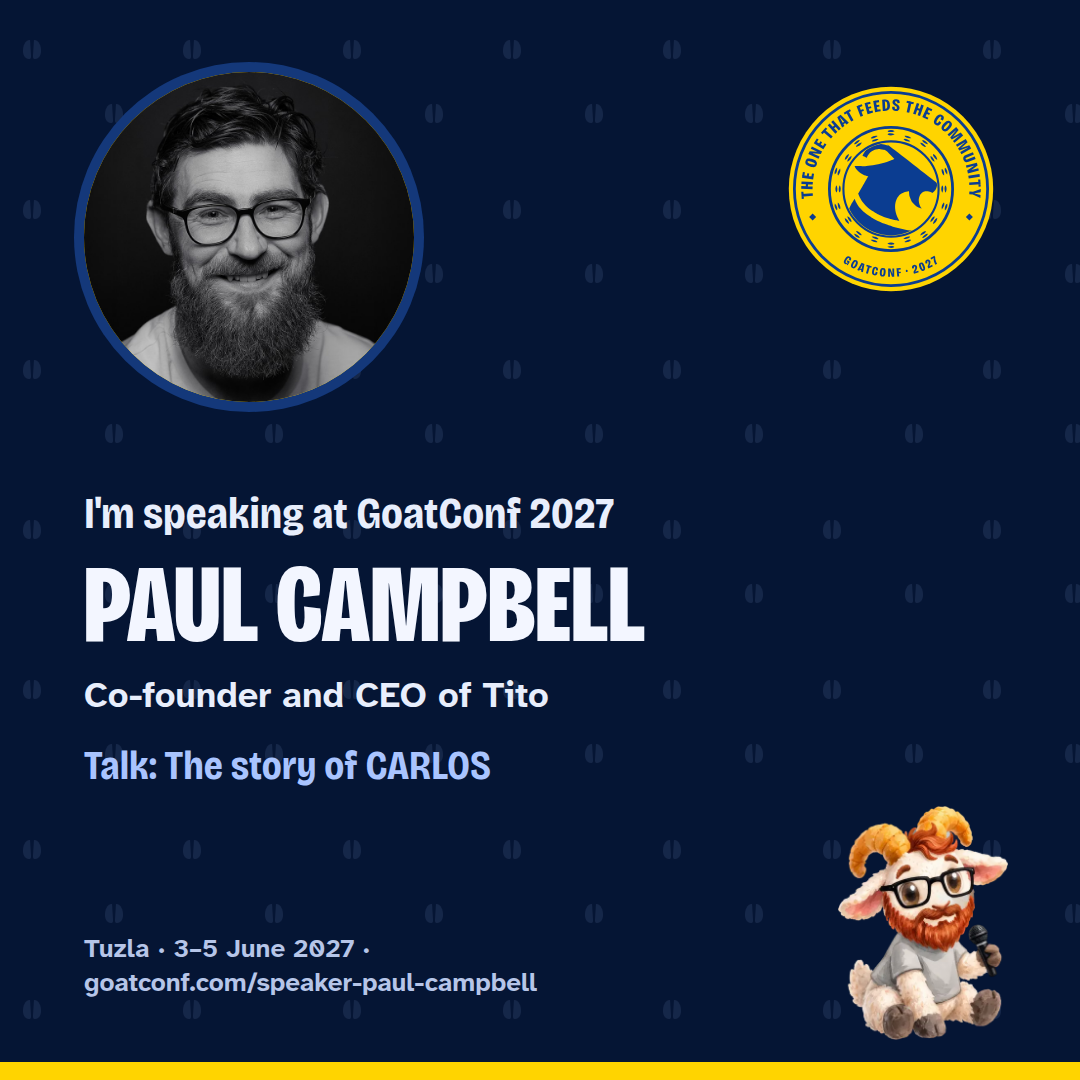 THE ONE THAT FEEDS THE COMMUNITY
GOATCONF · 2027
I'm speaking at GoatConf 2027
PAUL CAMPBELL
Co-founder and CEO of Tito
Talk: The story of CARLOS
Tuzla · 3–5 June 2027 ·
goatconf.com/speaker-paul-campbell